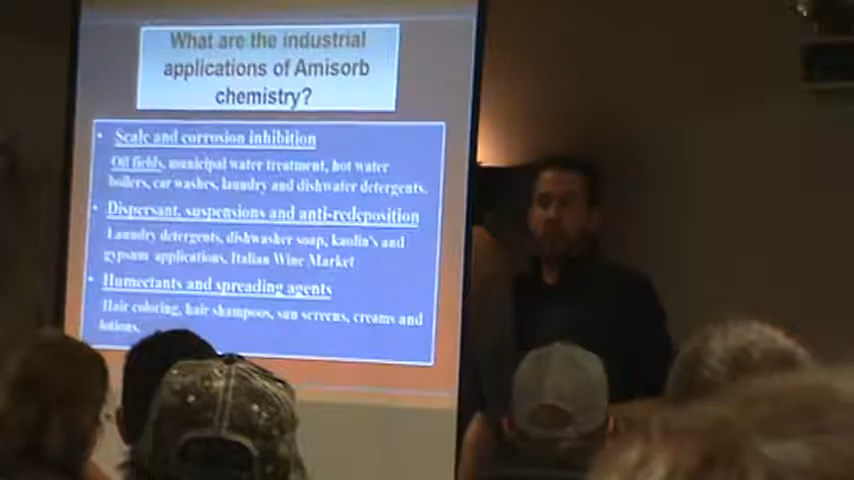 What are the industrial
applications of Amisorb
chemistry?
• Scale and corrosion inhibition
Oil fields, municipal water treatment, hot water
boilers, car washes, laundry and dishwater detergents.
• Dispersant, suspensions and anti-redeposition
Laundry detergents, dishwasher soap, kaolin's and
gypsum applications, Italian Wine Market
• Humectants and spreading agents
Hair coloring, hair shampoos, sun screens, creams and
lotions.